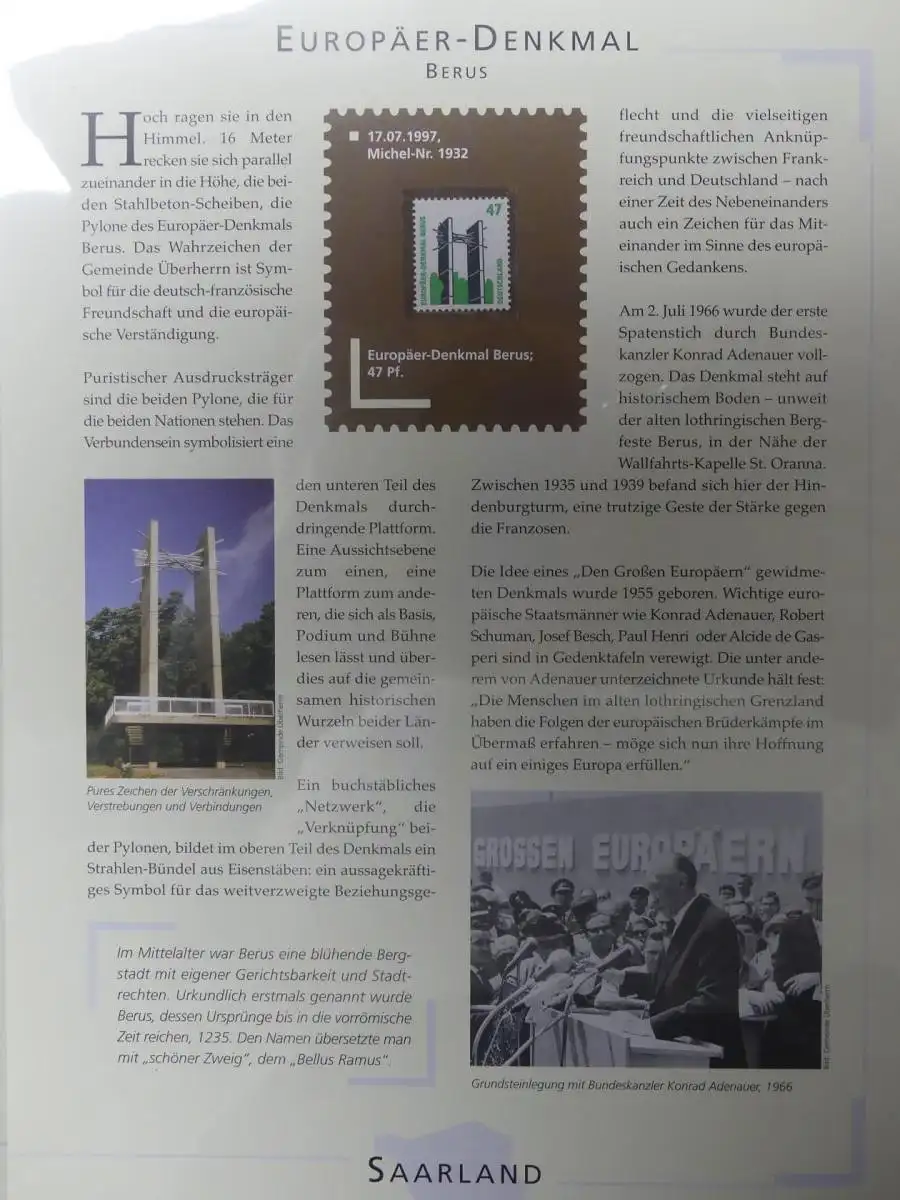 EUROPÄER-DENKMAL
BERUS
Hoch ragen sie in den
Himmel. 16 Meter
recken sie sich parallel
zueinander in die Höhe, die bei-
den Stahlbeton-Scheiben, die
Pylone des Europäer-Denkmals
Berus. Das Wahrzeichen der
Gemeinde Überherrn ist Sym-
bol für die deutsch-französische
Freundschaft und die europäi-
sche Verständigung.
Puristischer Ausdrucksträger
sind die beiden Pylone, die für
die beiden Nationen stehen. Das
Verbundensein symbolisiert eine
17.07.1997,
Michel-Nr. 1932
47
EUROPÄER-DENKMAL BERUS
DEUTSCHLAND
Europäer-Denkmal Berus;
47 Pf.
den unteren Teil des
Denkmals durch-
dringende Plattform.
Eine Aussichtsebene
zum einen, eine
Plattform zum ande-
ren, die sich als Basis,
Podium und Bühne
lesen lässt und über-
dies auf die gemein-
samen historischen
Wurzeln beider Län-
der verweisen soll.
Bild: Gemeinde Überherrn
Pures Zeichen der Verschränkungen,
Verstrebungen und Verbindungen
Ein buchstäbliches
„Netzwerk“, die
„Verknüpfung“ bei-
der Pylonen, bildet im oberen Teil des Denkmals ein
Strahlen-Bündel aus Eisenstäben: ein aussagekräfti-
ges Symbol für das weitverzweigte Beziehungsge-
flecht und die vielseitigen
freundschaftlichen Anknüp-
fungspunkte zwischen Frank-
reich und Deutschland – nach
einer Zeit des Nebeneinanders
auch ein Zeichen für das Mit-
einander im Sinne des europä-
ischen Gedankens.
Am 2. Juli 1966 wurde der erste
Spatenstich durch Bundes-
kanzler Konrad Adenauer voll-
zogen. Das Denkmal steht auf
historischem Boden – unweit
der alten lothringischen Berg-
feste Berus, in der Nähe der
Wallfahrts-Kapelle St. Oranna.
Zwischen 1935 und 1939 befand sich hier der Hin-
denburgturm, eine trutzige Geste der Stärke gegen
die Franzosen.
Die Idee eines „Den Großen Europäern“ gewidme-
ten Denkmals wurde 1955 geboren. Wichtige euro-
päische Staatsmänner wie Konrad Adenauer, Robert
Schuman, Josef Besch, Paul Henri oder Alcide de Gas-
peri sind in Gedenktafeln verewigt. Die unter ande-
rem von Adenauer unterzeichnete Urkunde hält fest:
„Die Menschen im alten lothringischen Grenzland
haben die Folgen der europäischen Brüderkämpfe im
Übermaß erfahren – möge sich nun ihre Hoffnung
auf ein einiges Europa erfüllen.“
GROSSEN EUROPÄERN
Bild: Gemeinde Überherrn
Grundsteinlegung mit Bundeskanzler Konrad Adenauer, 1966
Im Mittelalter war Berus eine blühende Berg-
stadt mit eigener Gerichtsbarkeit und Stadt-
rechten. Urkundlich erstmals genannt wurde
Berus, dessen Ursprünge bis in die vorrömische
Zeit reichen, 1235. Den Namen übersetzte man
mit „schöner Zweig“, dem „Bellus Ramus“.
SAARLAND